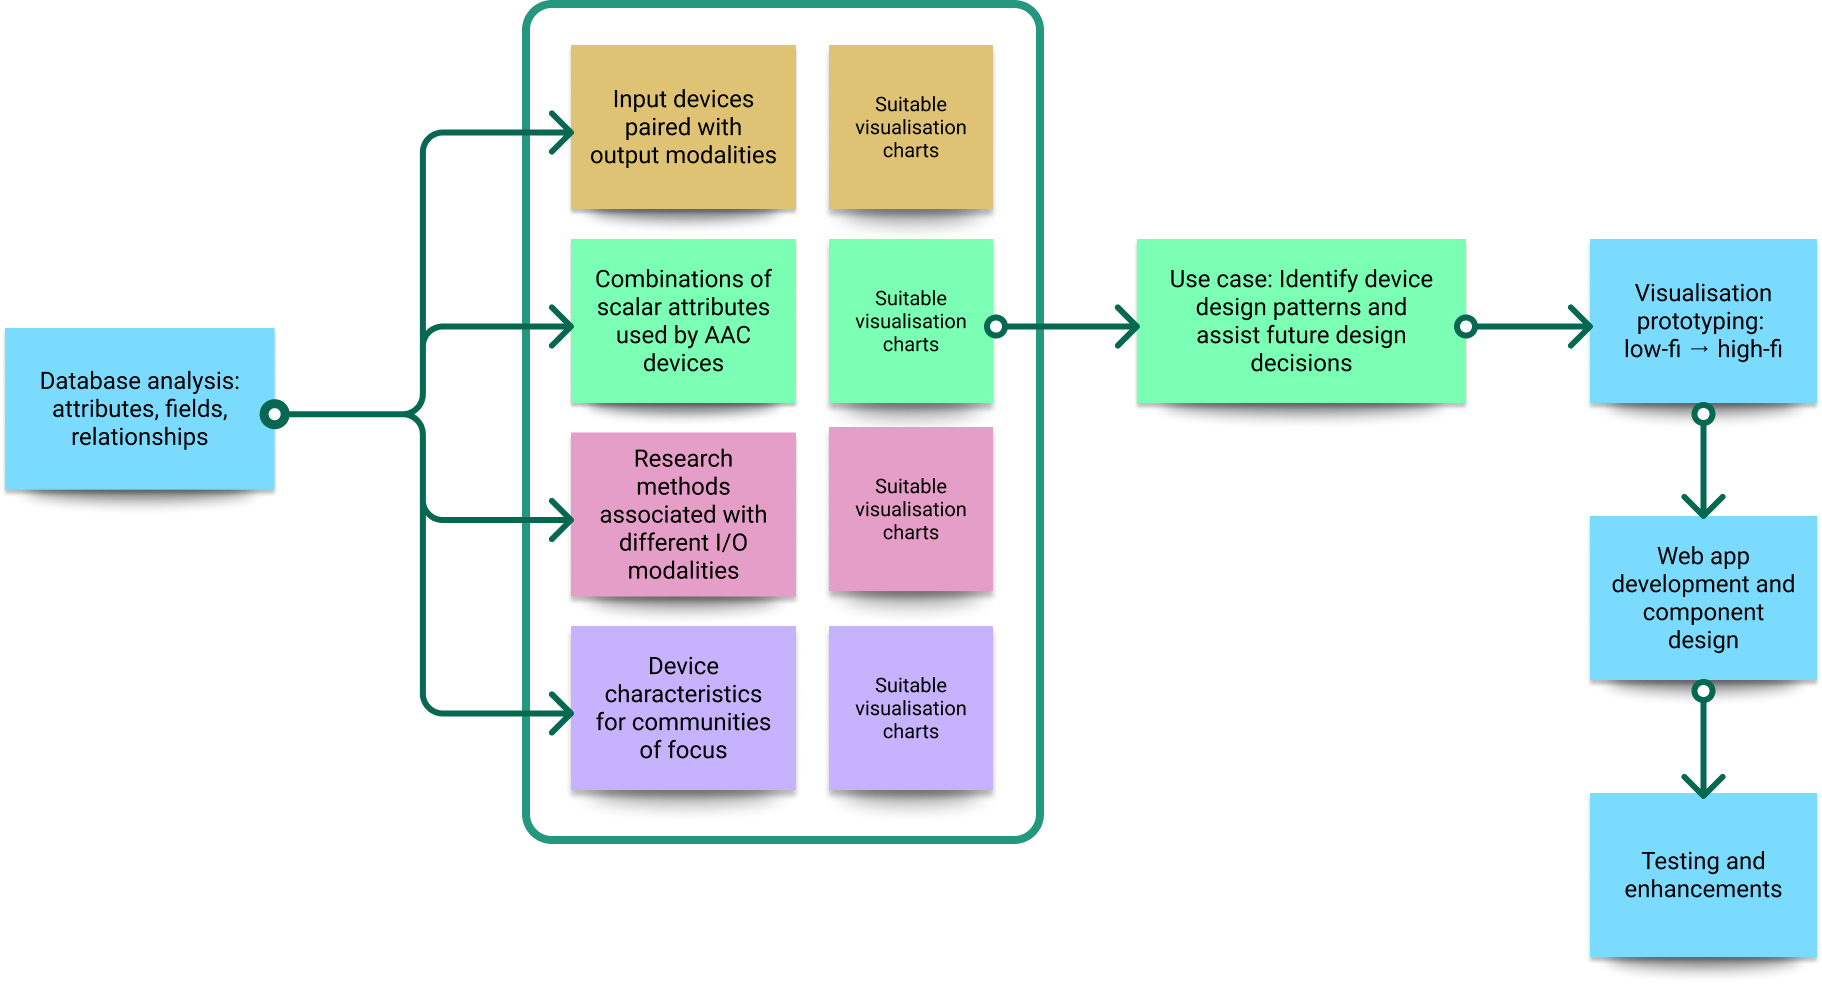 Database analysis:
attributes, fields,
relationships
Input devices
paired with
output modalities
Suitable
visualisation
charts
Combinations of
scalar attributes
used by AAC
devices
Suitable
visualisation
charts
Research
methods
associated with
different I/O
modalities
Suitable
visualisation
charts
Device
characteristics
for communities
of focus
Suitable
visualisation
charts
Use case: Identify device
design patterns and
assist future design
decisions
Visualisation
prototyping:
low-fi → high-fi
Web app
development and
component
design
Testing and
enhancements